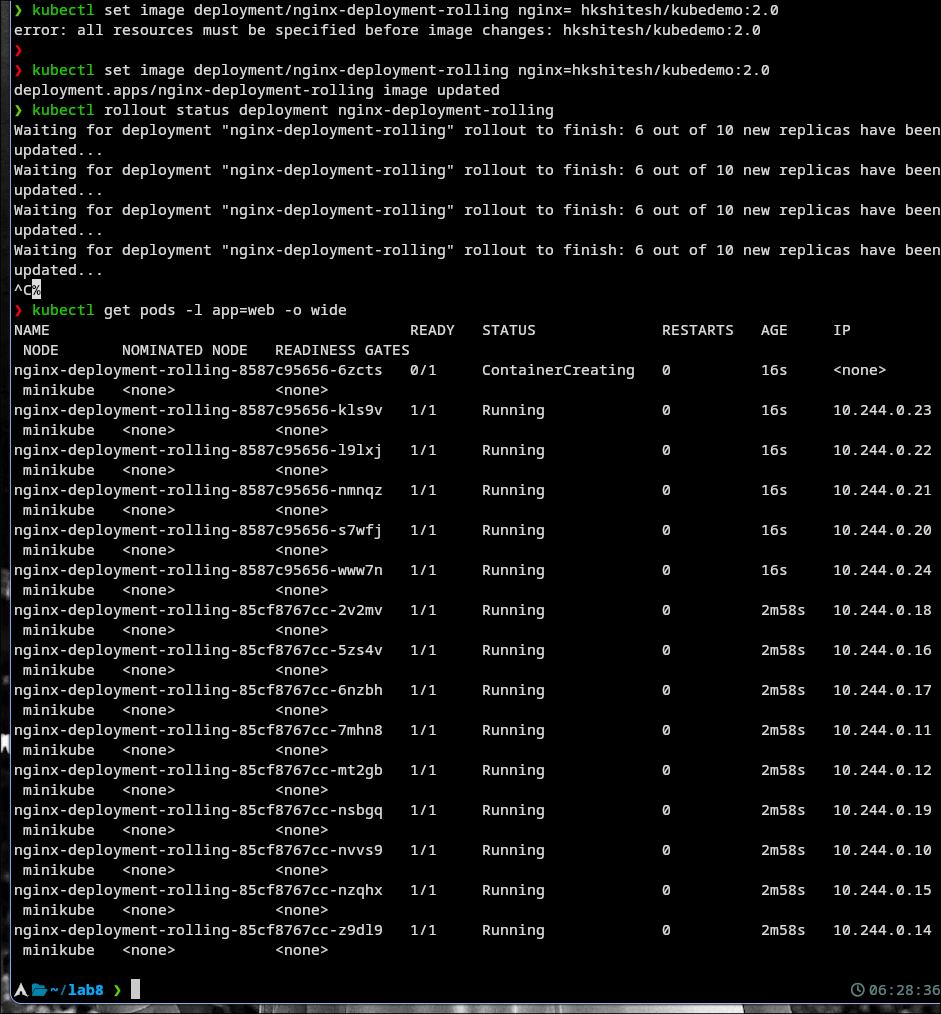 ❯ kubectl set image deployment/nginx-deployment-rolling nginx= hkshitesh/kubedemo:2.0
error: all resources must be specified before image changes: hkshitesh/kubedemo:2.0
❯
❯ kubectl set image deployment/nginx-deployment-rolling nginx=hkshitesh/kubedemo:2.0
deployment.apps/nginx-deployment-rolling image updated
❯ kubectl rollout status deployment nginx-deployment-rolling
Waiting for deployment "nginx-deployment-rolling" rollout to finish: 6 out of 10 new replicas have been
updated...
Waiting for deployment "nginx-deployment-rolling" rollout to finish: 6 out of 10 new replicas have been
updated...
Waiting for deployment "nginx-deployment-rolling" rollout to finish: 6 out of 10 new replicas have been
updated...
Waiting for deployment "nginx-deployment-rolling" rollout to finish: 6 out of 10 new replicas have been
updated...
^C%
❯ kubectl get pods -l app=web -o wide
NAME READY STATUS RESTARTS AGE IP
NODE NOMINATED NODE READINESS GATES
nginx-deployment-rolling-8587c95656-6zcts 0/1 ContainerCreating 0 16s <none>
minikube <none> <none>
nginx-deployment-rolling-8587c95656-kls9v 1/1 Running 0 16s 10.244.0.23
minikube <none> <none>
nginx-deployment-rolling-8587c95656-l9lxj 1/1 Running 0 16s 10.244.0.22
minikube <none> <none>
nginx-deployment-rolling-8587c95656-nmnqz 1/1 Running 0 16s 10.244.0.21
minikube <none> <none>
nginx-deployment-rolling-8587c95656-s7wfj 1/1 Running 0 16s 10.244.0.20
minikube <none> <none>
nginx-deployment-rolling-8587c95656-www7n 1/1 Running 0 16s 10.244.0.24
minikube <none> <none>
nginx-deployment-rolling-85cf8767cc-2v2mv 1/1 Running 0 2m58s 10.244.0.18
minikube <none> <none>
nginx-deployment-rolling-85cf8767cc-5zs4v 1/1 Running 0 2m58s 10.244.0.16
minikube <none> <none>
nginx-deployment-rolling-85cf8767cc-6nzbh 1/1 Running 0 2m58s 10.244.0.17
minikube <none> <none>
nginx-deployment-rolling-85cf8767cc-7mhn8 1/1 Running 0 2m58s 10.244.0.11
minikube <none> <none>
nginx-deployment-rolling-85cf8767cc-mt2gb 1/1 Running 0 2m58s 10.244.0.12
minikube <none> <none>
nginx-deployment-rolling-85cf8767cc-nsbgq 1/1 Running 0 2m58s 10.244.0.19
minikube <none> <none>
nginx-deployment-rolling-85cf8767cc-nvvs9 1/1 Running 0 2m58s 10.244.0.10
minikube <none> <none>
nginx-deployment-rolling-85cf8767cc-nzqhx 1/1 Running 0 2m58s 10.244.0.15
minikube <none> <none>
nginx-deployment-rolling-85cf8767cc-z9dl9 1/1 Running 0 2m58s 10.244.0.14
minikube <none> <none>
~/lab8 ❯ 06:28:36